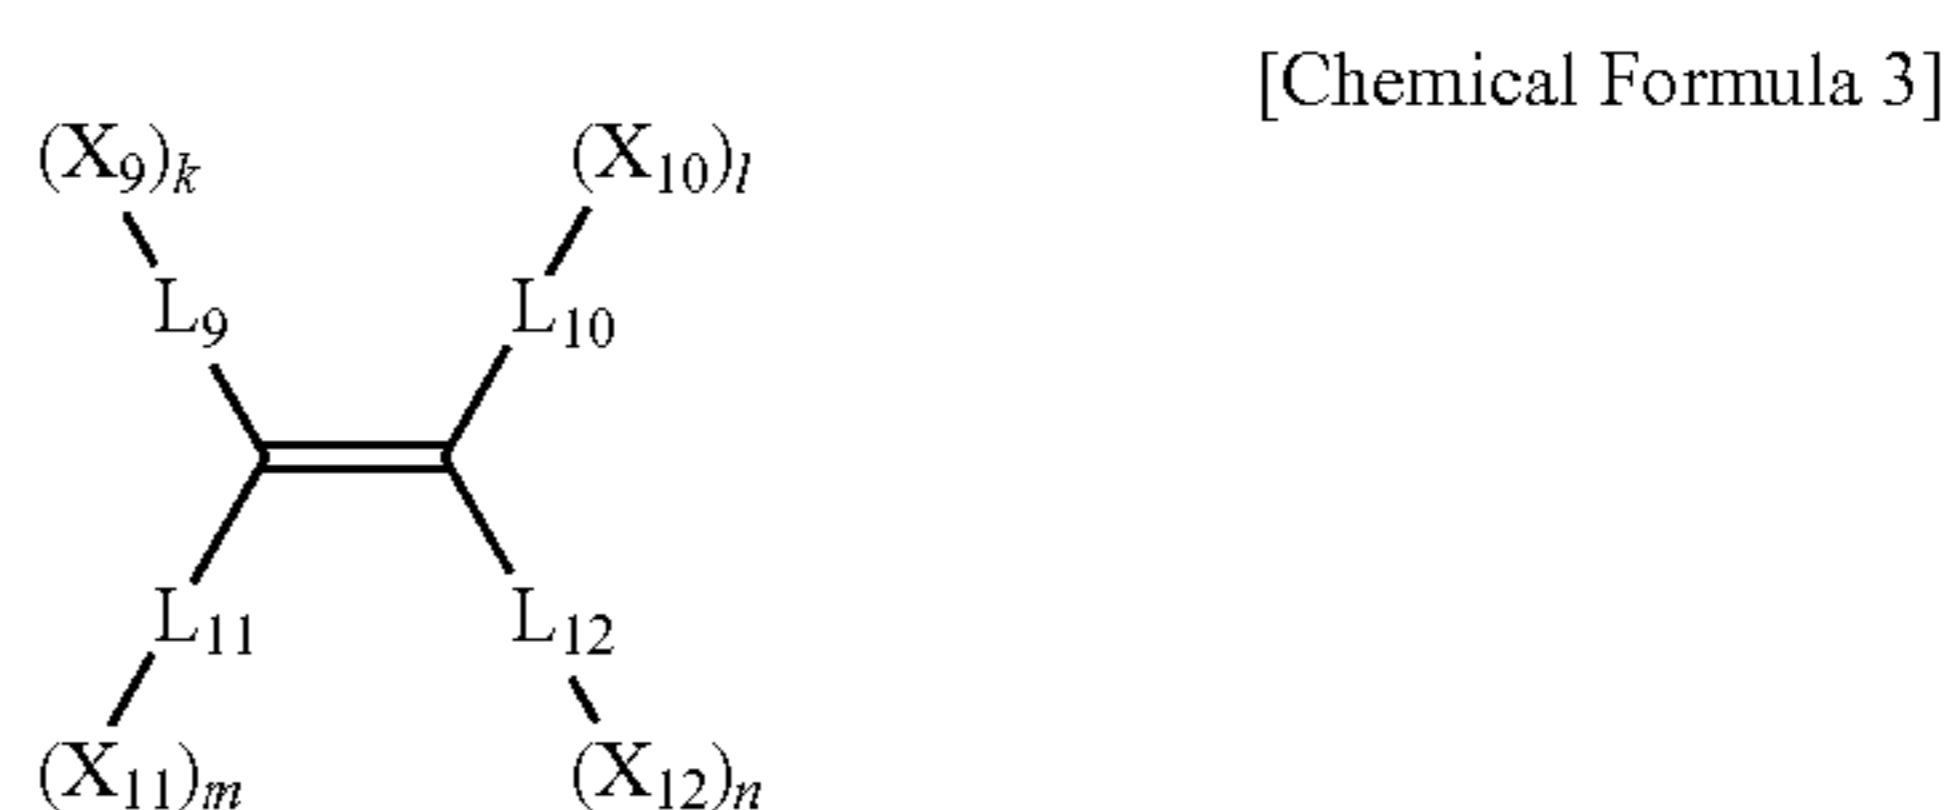 [Chemical Formula 3]
(X₉)ₖ (X₁₀)ₗ
L₉ L₁₀
L₁₁ L₁₂
(X₁₁)ₘ (X₁₂)ₙ